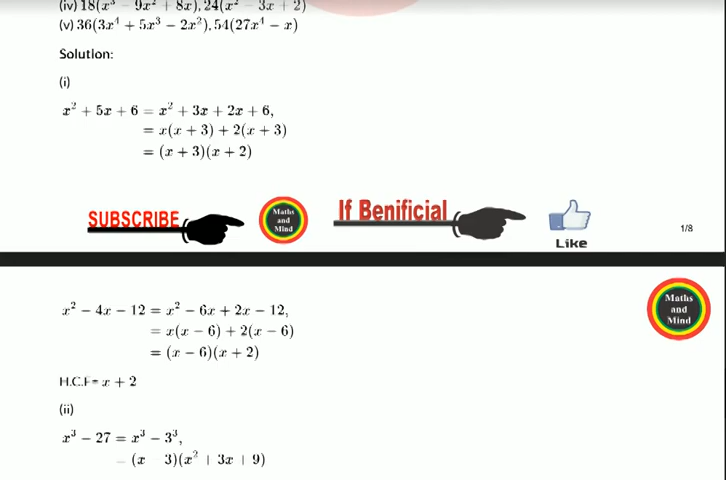 (iv) 18(x³ − 9x² + 8x), 24(x² − 3x + 2)
(v) 36(3x⁴ + 5x³ − 2x²), 54(27x⁴ − x)
Solution:
(i)
x² + 5x + 6 = x² + 3x + 2x + 6,
= x(x + 3) + 2(x + 3)
= (x + 3)(x + 2)
SUBSCRIBE
Maths
and
Mind
If Benificial
Like
1/8
x² − 4x − 12 = x² − 6x + 2x − 12,
= x(x − 6) + 2(x − 6)
= (x − 6)(x + 2)
Maths
and
Mind
H.C.F = x + 2
(ii)
x³ − 27 = x³ − 3³,
= (x − 3)(x² + 3x + 9)